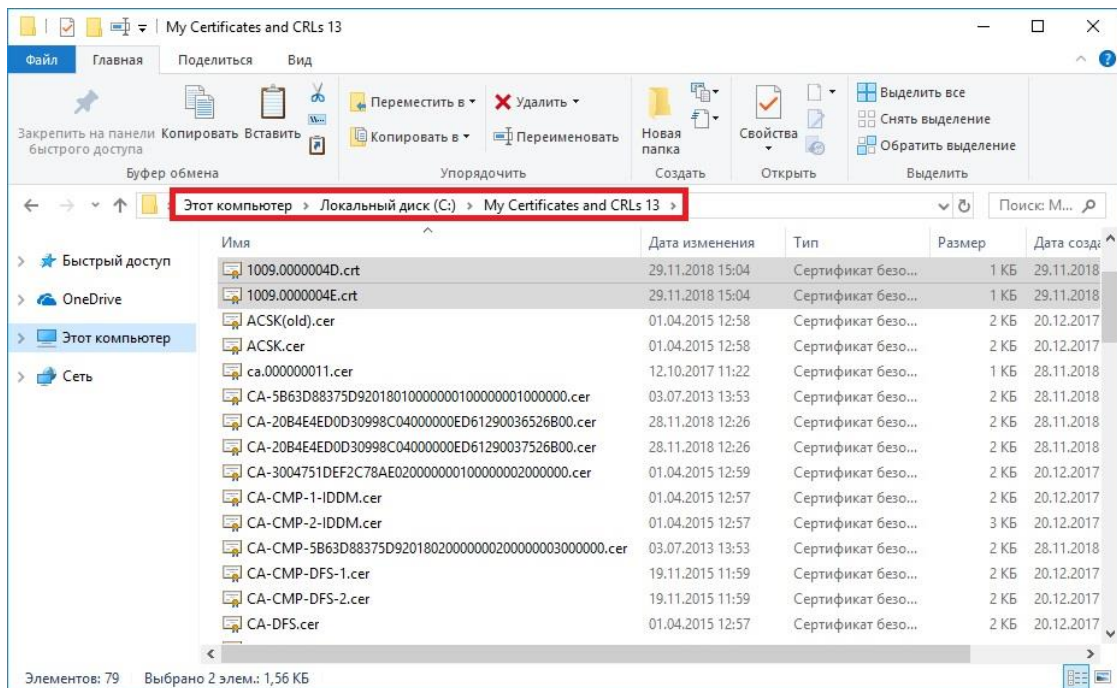 My Certificates and CRLs 13
Файл Главная Поделиться Вид
Закрепить на панели быстрого доступа
Копировать
Вставить
Буфер обмена
Переместить в
Копировать в
Удалить
Переименовать
Упорядочить
Новая папка
Создать
Свойства
Открыть
Выделить все
Снять выделение
Обратить выделение
Выделить
Этот компьютер > Локальный диск (C:) > My Certificates and CRLs 13 >
Поиск: M...
Быстрый доступ
OneDrive
Этот компьютер
Сеть
Имя Дата изменения Тип Размер Дата созда
1009.0000004D.crt 29.11.2018 15:04 Сертификат безо... 1 КБ 29.11.2018
1009.0000004E.crt 29.11.2018 15:04 Сертификат безо... 1 КБ 29.11.2018
ACSK(old).cer 01.04.2015 12:58 Сертификат безо... 2 КБ 20.12.2017
ACSK.cer 01.04.2015 12:58 Сертификат безо... 2 КБ 20.12.2017
ca.000000011.cer 12.10.2017 11:22 Сертификат безо... 1 КБ 28.11.2018
CA-5B63D88375D92018010000000100000001000000.cer 03.07.2013 13:53 Сертификат безо... 2 КБ 28.11.2018
CA-20B4E4ED0D30998C04000000ED61290036526B00.cer 28.11.2018 12:26 Сертификат безо... 2 КБ 28.11.2018
CA-20B4E4ED0D30998C04000000ED61290037526B00.cer 28.11.2018 12:26 Сертификат безо... 2 КБ 28.11.2018
CA-3004751DEF2C78AE020000000100000002000000.cer 01.04.2015 12:59 Сертификат безо... 2 КБ 20.12.2017
CA-CMP-1-IDDM.cer 01.04.2015 12:57 Сертификат безо... 2 КБ 20.12.2017
CA-CMP-2-IDDM.cer 01.04.2015 12:57 Сертификат безо... 3 КБ 20.12.2017
CA-CMP-5B63D88375D92018020000000200000003000000.cer 03.07.2013 13:53 Сертификат безо... 2 КБ 28.11.2018
CA-CMP-DFS-1.cer 19.11.2015 11:59 Сертификат безо... 2 КБ 20.12.2017
CA-CMP-DFS-2.cer 19.11.2015 11:59 Сертификат безо... 2 КБ 20.12.2017
CA-DFS.cer 01.04.2015 12:57 Сертификат безо... 2 КБ 20.12.2017
Элементов: 79 Выбрано 2 элем.: 1,56 КБ